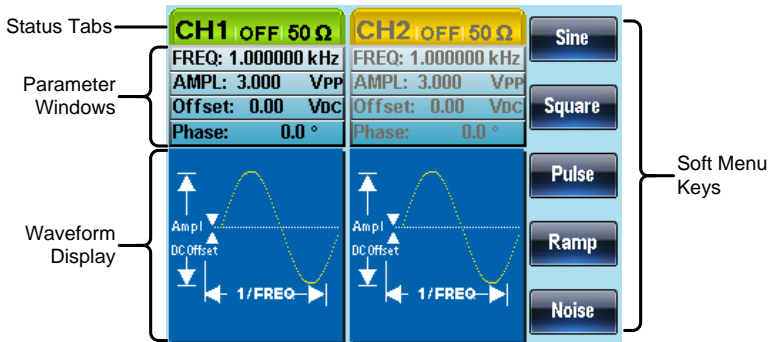 Status Tabs
CH1 OFF 50 Ω
CH2 OFF 50 Ω
Sine
Parameter
Windows
FREQ: 1.000000 kHz
AMPL: 3.000 VPP
Offset: 0.00 VDC
Phase: 0.0 °
FREQ: 1.000000 kHz
AMPL: 3.000 VPP
Offset: 0.00 VDC
Phase: 0.0 °
Square
Pulse
Soft Menu
Keys
Waveform
Display
Ampl
DC Offset
1/FREQ
Ampl
DC Offset
1/FREQ
Ramp
Noise